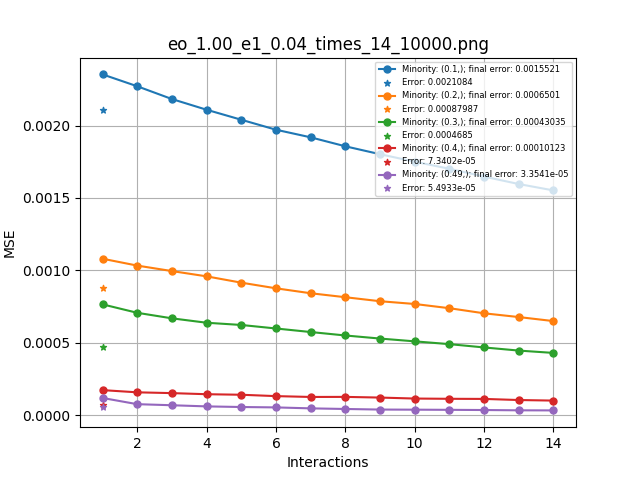 eo_1.00_e1_0.04_times_14_10000.png
Minority: (0.1,); final error: 0.0015521
Error: 0.0021084
Minority: (0.2,); final error: 0.0006501
Error: 0.00087987
Minority: (0.3,); final error: 0.00043035
Error: 0.0004685
Minority: (0.4,); final error: 0.00010123
Error: 7.3402e-05
Minority: (0.49,); final error: 3.3541e-05
Error: 5.4933e-05
MSE
0.0020
0.0015
0.0010
0.0005
0.0000
2 4 6 8 10 12 14
Interactions